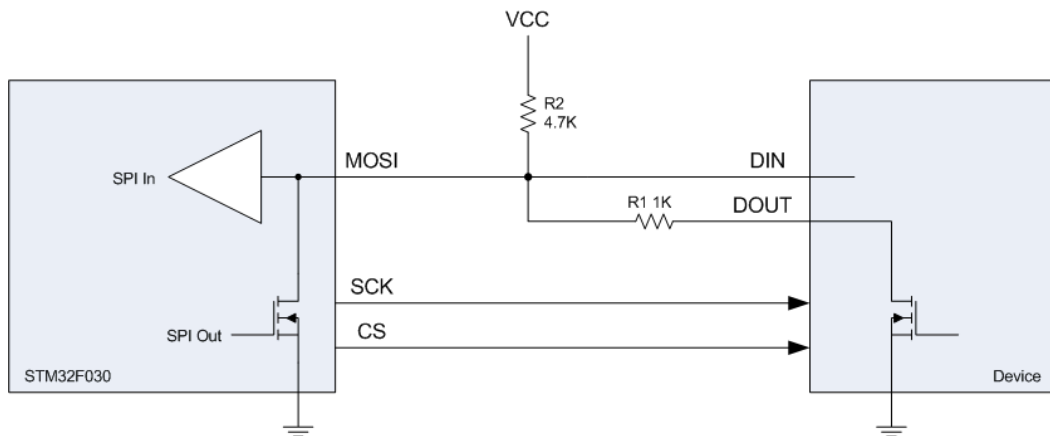 VCC
R2
4.7K
MOSI
DIN
SPI In
R1 1K
DOUT
SCK
SPI Out
CS
STM32F030
Device